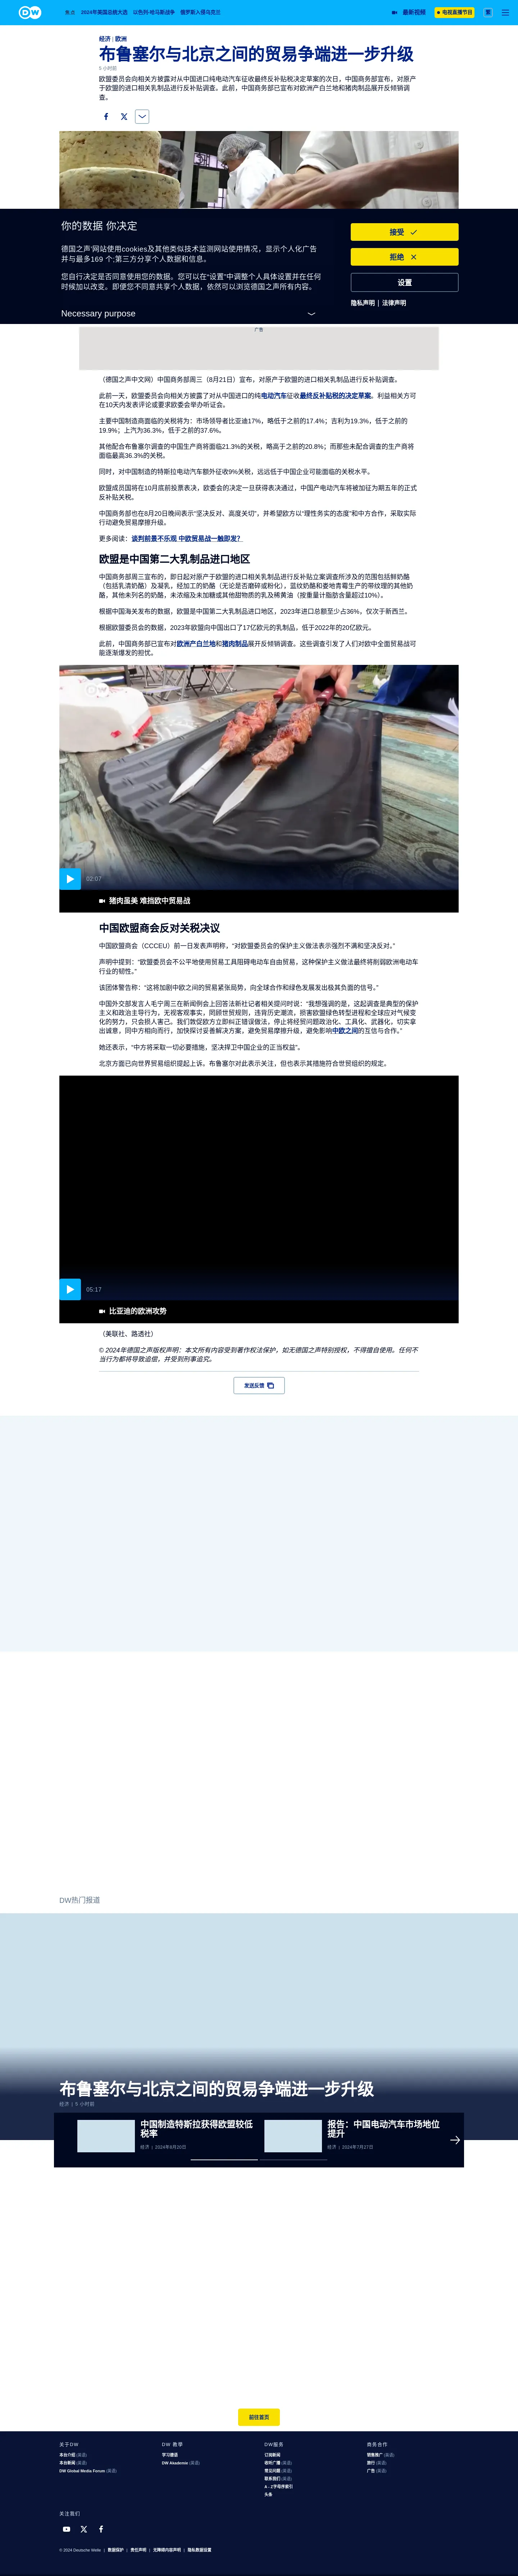 DW
焦点
2024年美国总统大选
以色列-哈马斯战争
俄罗斯入侵乌克兰
最新视频
电视直播节目
繁
经济 | 欧洲
布鲁塞尔与北京之间的贸易争端进一步升级
5 小时前
欧盟委员会向相关方披露对从中国进口纯电动汽车征收最终反补贴税决定草案的次日，中国商务部宣布，对原产于欧盟的进口相关乳制品进行反补贴调查。此前，中国商务部已宣布对欧洲产白兰地和猪肉制品展开反倾销调查。
你的数据 你决定
德国之声'网站使用cookies及其他类似技术监测网站使用情况，显示个人化广告并与最多169 个;第三方分享个人数据和信息。
您可自行决定是否同意使用您的数据。您可以在“设置”中调整个人具体设置并在任何时候加以改变。即便您不同意共享个人数据，依然可以浏览德国之声所有内容。
Necessary purpose
接受
拒绝
设置
隐私声明 | 法律声明
广告
（德国之声中文网）中国商务部周三（8月21日）宣布，对原产于欧盟的进口相关乳制品进行反补贴调查。
此前一天，欧盟委员会向相关方披露了对从中国进口的纯电动汽车征收最终反补贴税的决定草案。利益相关方可在10天内发表评论或要求欧委会举办听证会。
主要中国制造商面临的关税将为：市场领导者比亚迪17%，略低于之前的17.4%；吉利为19.3%，低于之前的19.9%；上汽为36.3%，低于之前的37.6%。
其他配合布鲁塞尔调查的中国生产商将面临21.3%的关税，略高于之前的20.8%；而那些未配合调查的生产商将面临最高36.3%的关税。
同时，对中国制造的特斯拉电动汽车额外征收9%关税，远远低于中国企业可能面临的关税水平。
欧盟成员国将在10月底前投票表决，欧委会的决定一旦获得表决通过，中国产电动汽车将被加征为期五年的正式反补贴关税。
中国商务部也在8月20日晚间表示“坚决反对、高度关切”，并希望欧方以“理性务实的态度”和中方合作，采取实际行动避免贸易摩擦升级。
更多阅读：谈判前景不乐观 中欧贸易战一触即发？
欧盟是中国第二大乳制品进口地区
中国商务部周三宣布的，即日起对原产于欧盟的进口相关乳制品进行反补贴立案调查所涉及的范围包括鲜奶酪（包括乳清奶酪）及凝乳，经加工的奶酪（无论是否磨碎或粉化），蓝纹奶酪和娄地青霉生产的带有纹理的其他奶酪，其他未列名的奶酪，未浓缩及未加糖或其他甜物质的乳及稀黄油（按重量计脂肪含量超过10%）。
根据中国海关发布的数据，欧盟是中国第二大乳制品进口地区，2023年进口总额至少占36%，仅次于新西兰。
根据欧盟委员会的数据，2023年欧盟向中国出口了17亿欧元的乳制品，低于2022年的20亿欧元。
此前，中国商务部已宣布对欧洲产白兰地和猪肉制品展开反倾销调查。这些调查引发了人们对欧中全面贸易可能逐渐爆发的担忧。
02:07
猪肉虽美 难挡欧中贸易战
中国欧盟商会反对关税决议
中国欧盟商会（CCCEU）前一日发表声明称，“对欧盟委员会的保护主义做法表示强烈不满和坚决反对。”
声明中提到：“欧盟委员会不公平地使用贸易工具阻碍电动车自由贸易，这种保护主义做法最终将削弱欧洲电动车行业的韧性。”
该团体警告称：“这将加剧中欧之间的贸易紧张局势，向全球合作和绿色发展发出极其负面的信号。”
中国外交部发言人毛宁周三在新闻例会上回答法新社记者相关提问时说：“我想强调的是，这起调查是典型的保护主义和政治主导行为，无视客观事实，罔顾世贸规则，违背历史潮流，损害欧盟绿色转型进程和全球应对气候变化的努力，只会损人害己。我们敦促欧方立即纠正错误做法，停止将经贸问题政治化、工具化、武器化，切实拿出诚意，同中方相向而行，加快探讨妥善解决方案，避免贸易摩擦升级，避免影响中欧之间的互信与合作。”
她还表示，“中方将采取一切必要措施，坚决捍卫中国企业的正当权益”。
北京方面已向世界贸易组织提起上诉。布鲁塞尔对此表示关注，但也表示其措施符合世贸组织的规定。
05:17
比亚迪的欧洲攻势
（美联社、路透社）
© 2024年德国之声版权声明：本文所有内容受到著作权法保护，如无德国之声特别授权，不得擅自使用。任何不当行为都将导致追偿，并受到刑事追究。
发送反馈
DW热门报道
布鲁塞尔与北京之间的贸易争端进一步升级
经济 | 5 小时前
中国制造特斯拉获得欧盟较低税率
经济 | 2024年8月20日
报告：中国电动汽车市场地位提升
经济 | 2024年7月27日
前往首页
关于DW
本台介绍 (英语)
本台新闻 (英语)
DW Global Media Forum (英语)
DW 教學
学习德语
DW Akademie (英语)
DW服务
订阅新闻
收听广播 (英语)
常见问题 (英语)
联系我们 (英语)
A - Z字母序索引
头条
商务合作
销售推广 (英语)
旅行 (英语)
广告 (英语)
关注我们
© 2024 Deutsche Welle
数据保护
责任声明
无障碍内容声明
隐私数据设置